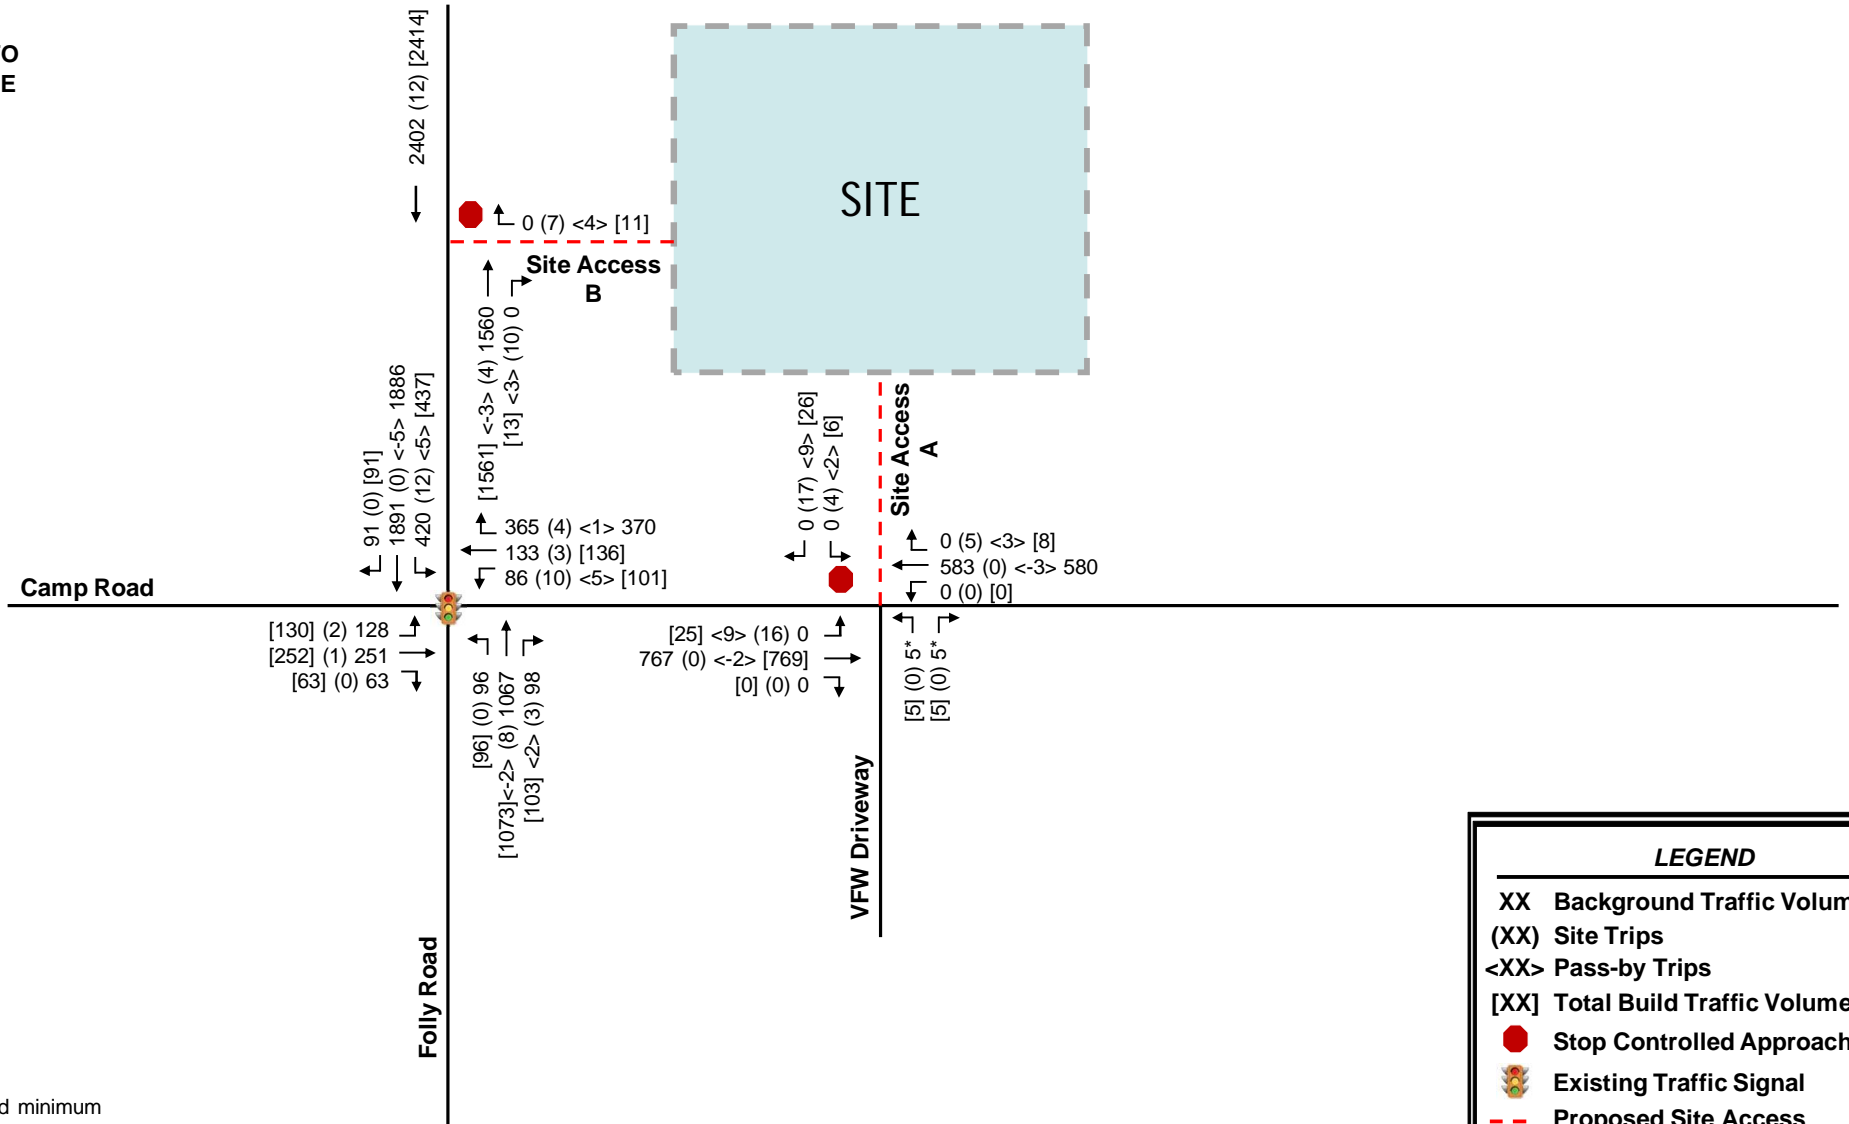 2402 (12) [2414]
SITE
0 (7) <4> [11]
Site Access
B
[1561] <-3> (4) 1560
[13] <3> (10) 0
91 (0) [91]
1891 (0) <-5> 1886
420 (12) <5> [437]
0 (17) <9> [26]
0 (4) <2> [6]
Site Access
A
365 (4) <1> 370
133 (3) [136]
86 (10) <5> [101]
0 (5) <3> [8]
583 (0) <-3> 580
0 (0) [0]
Camp Road
[130] (2) 128
[252] (1) 251
[63] (0) 63
[96] (0) 96
[1073]<-2> (8) 1067
[103] <2> (3) 98
[25] <9> (16) 0
767 (0) <-2> [769]
[0] (0) 0
[5] (0) 5*
[5] (0) 5*
VFW Driveway
Folly Road
LEGEND
XX Background Traffic Volum
(XX) Site Trips
<XX> Pass-by Trips
[XX] Total Build Traffic Volume
Stop Controlled Approach
Existing Traffic Signal
Proposed Site Access
d minimum